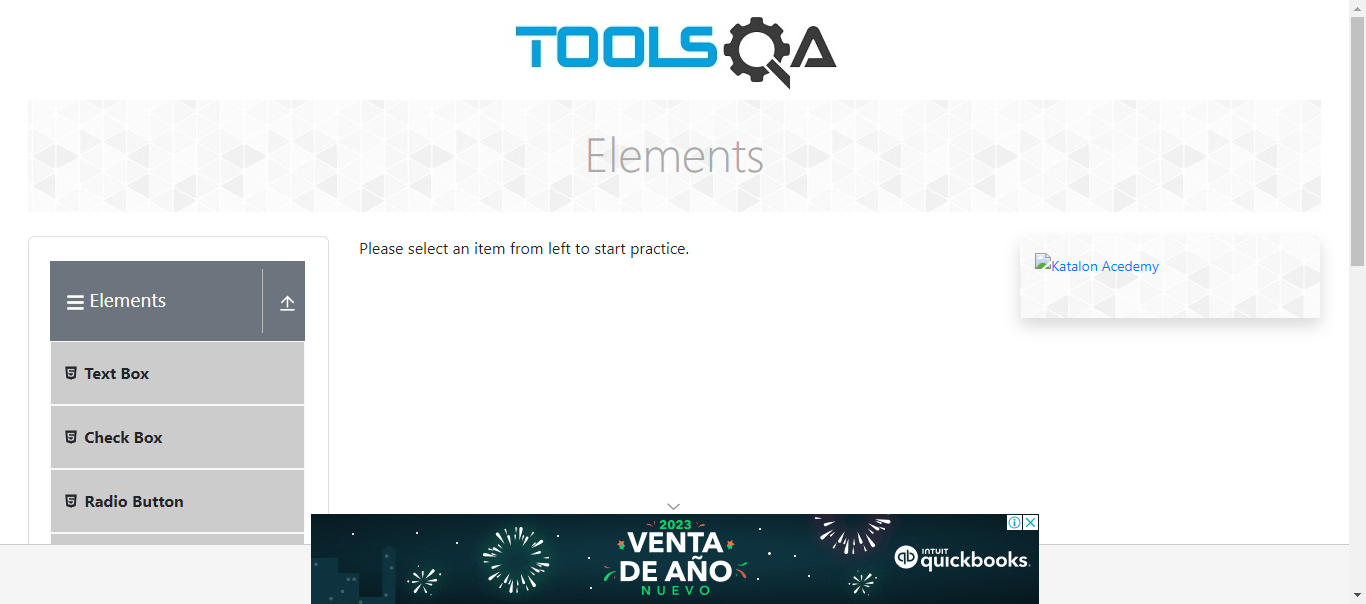 TOOLSQA
Elements
Please select an item from left to start practice.
Katalon Acedemy
Elements
Text Box
Check Box
Radio Button
2023
VENTA
DE AÑO
NUEVO
qb INTUIT
quickbooks.